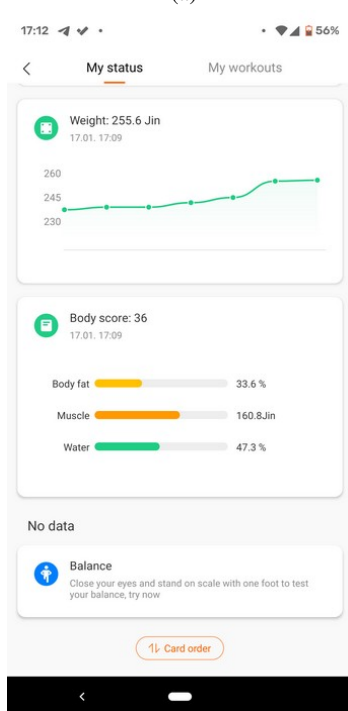 17:12
56%
My status
My workouts
Weight: 255.6 Jin
17.01. 17:09
260
245
230
Body score: 36
17.01. 17:09
Body fat 33.6 %
Muscle 160.8Jin
Water 47.3 %
No data
Balance
Close your eyes and stand on scale with one foot to test
your balance, try now
Card order